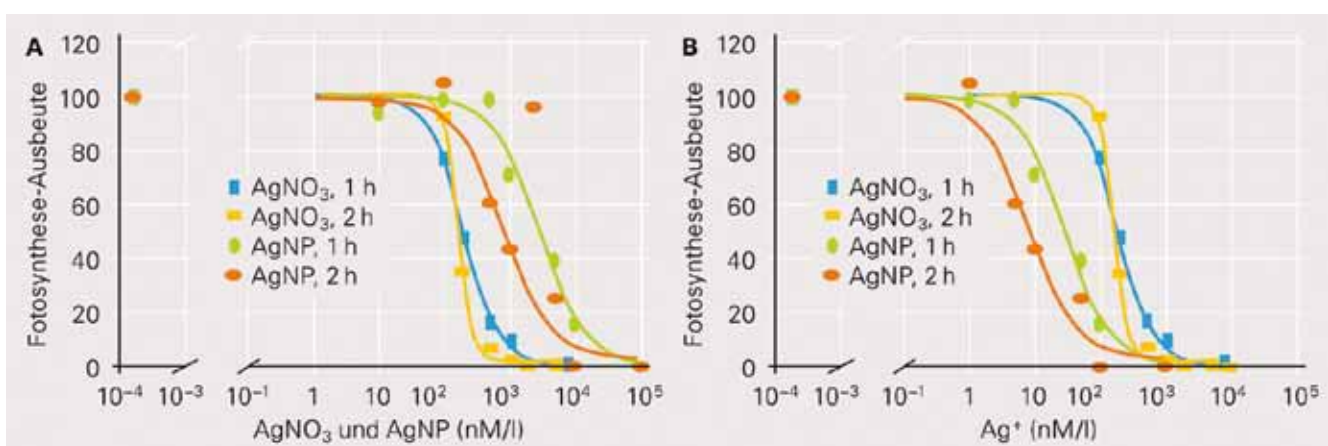 A
120
100
80
60
40
20
0
Fotosynthese-Ausbeute
AgNO₃, 1 h
AgNO₃, 2 h
AgNP, 1 h
AgNP, 2 h
10⁻⁴ 10⁻³ 10⁻¹ 1 10 10² 10³ 10⁴ 10⁵
AgNO₃ und AgNP (nM/l)
B
120
100
80
60
40
20
0
Fotosynthese-Ausbeute
AgNO₃, 1 h
AgNO₃, 2 h
AgNP, 1 h
AgNP, 2 h
10⁻⁴ 10⁻³ 10⁻¹ 1 10 10² 10³ 10⁴ 10⁵
Ag⁺ (nM/l)